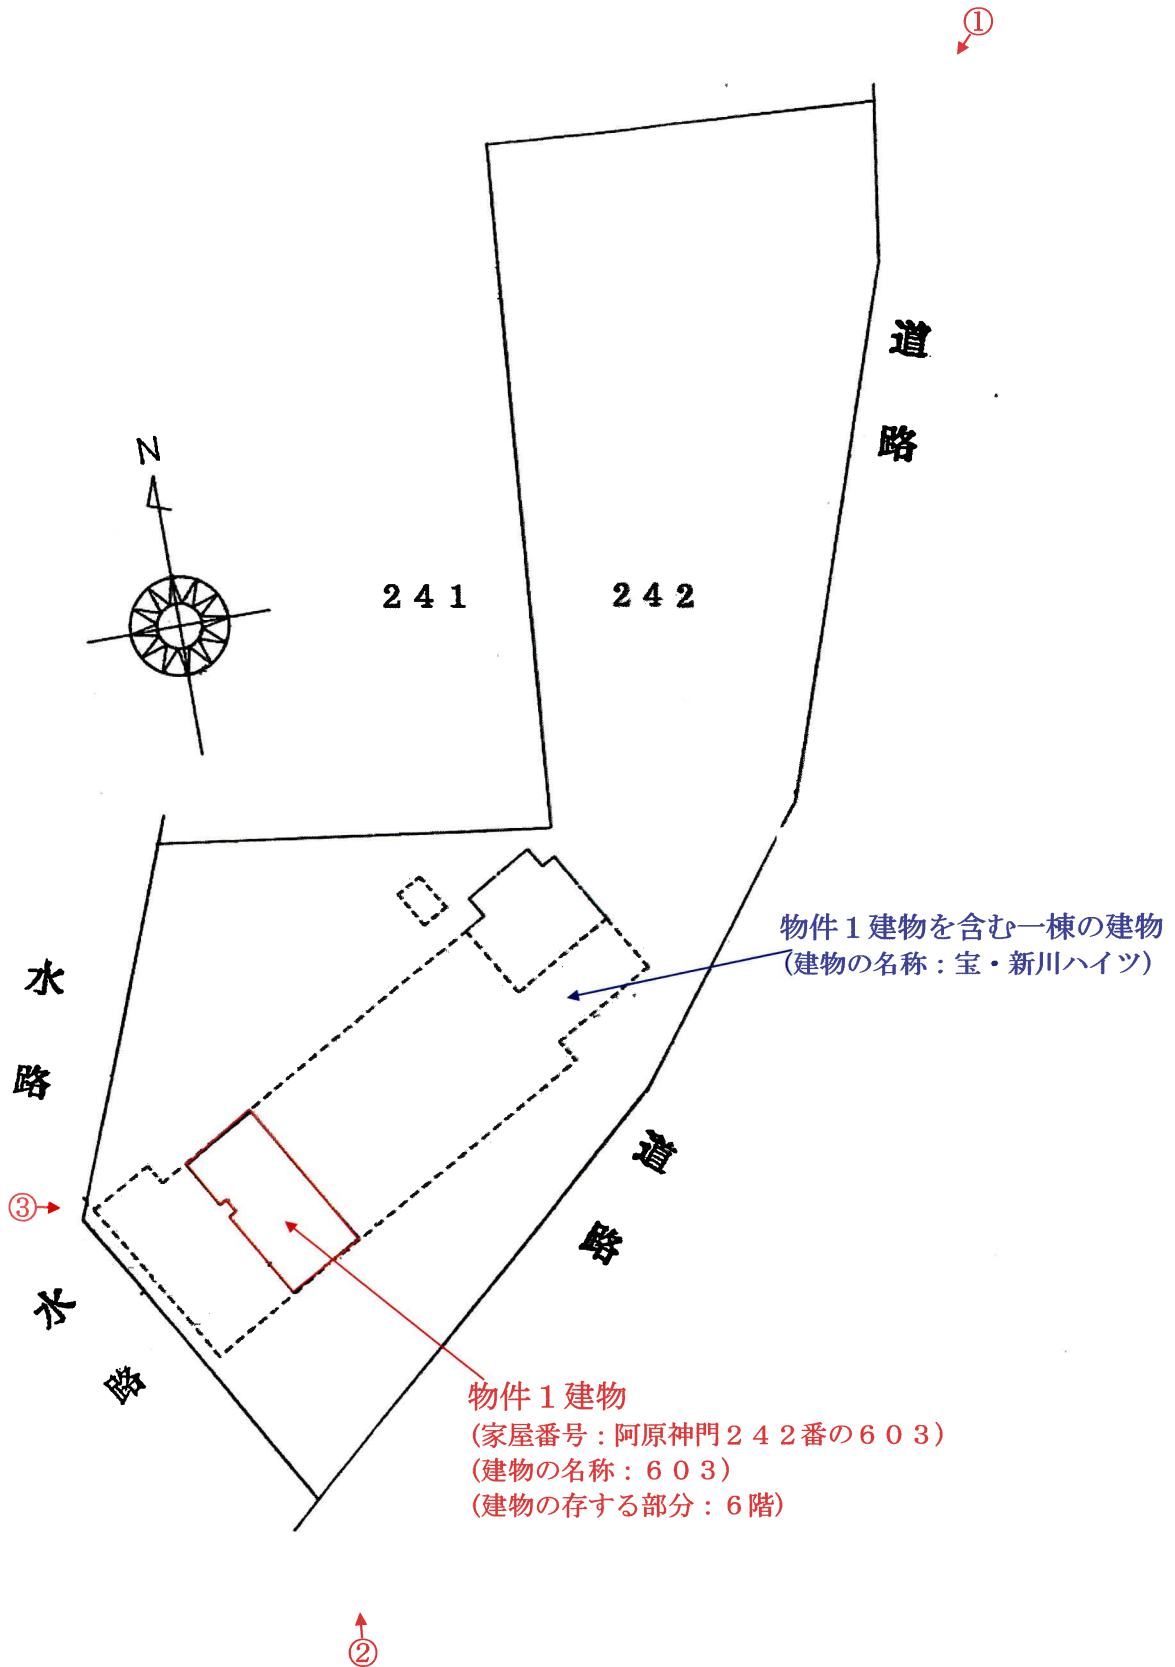 ①
道
路
N
241
242
物件１建物を含む一棟の建物
(建物の名称：宝・新川ハイツ)
水
路
道
路
③
水
路
物件１建物
(家屋番号：阿原神門２４２番の６０３)
(建物の名称：６０３)
(建物の存する部分：６階)
②